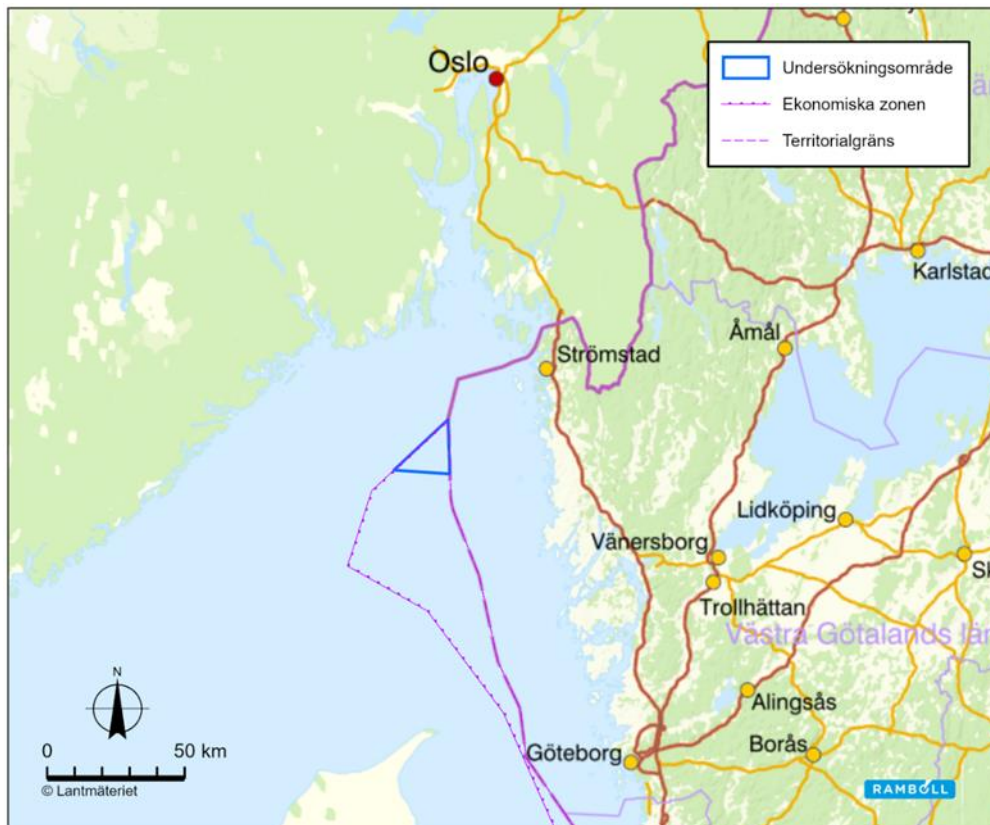 Oslo
Undersökningsområde
Ekonomiska zonen
Territorialgräns
Karlstad
Åmål
Strömstad
Lidköping
Vänersborg
Sk
Trollhättan
Västra Götalands län
Alingsås
Göteborg
Borås
N
0 50 km
© Lantmäteriet
RAMBOLL